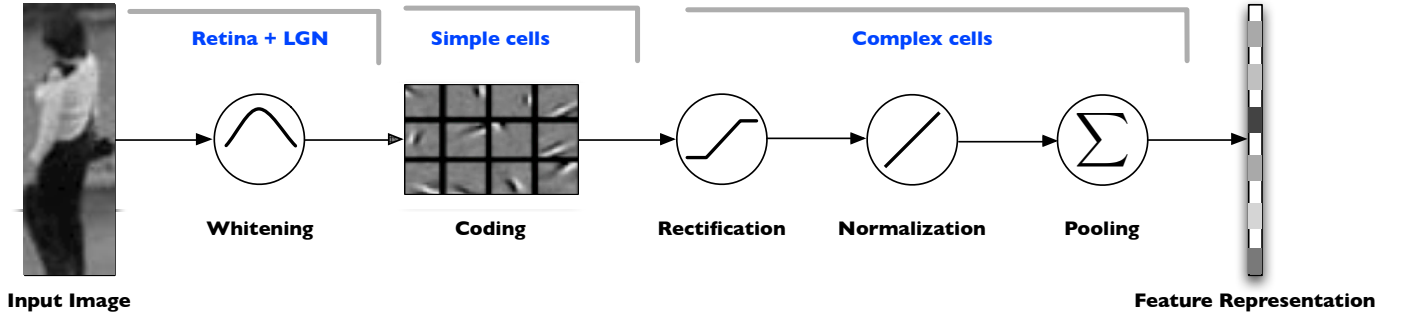 Retina + LGN
Simple cells
Complex cells
Σ
Whitening
Coding
Rectification
Normalization
Pooling
Input Image
Feature Representation